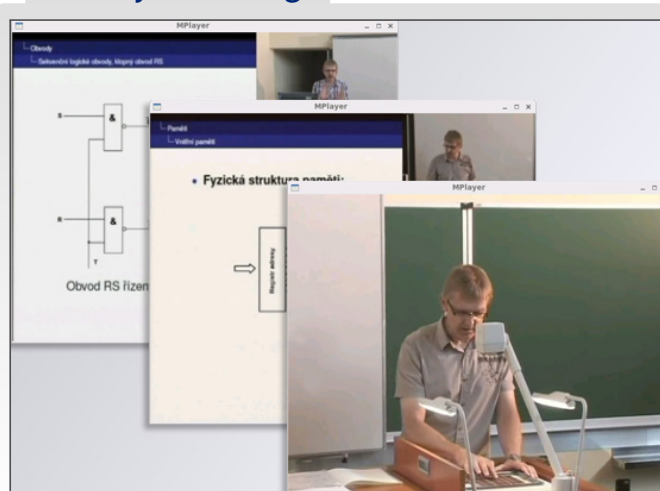 MPlayer
Obvody
Sekvenční logické obvody, klopný obvod RS
S
&
R
&
T
Obvod RS řízen
MPlayer
Paměti
Vnitřní paměti
• Fyzická struktura paměti:
Registr adresy
MPlayer